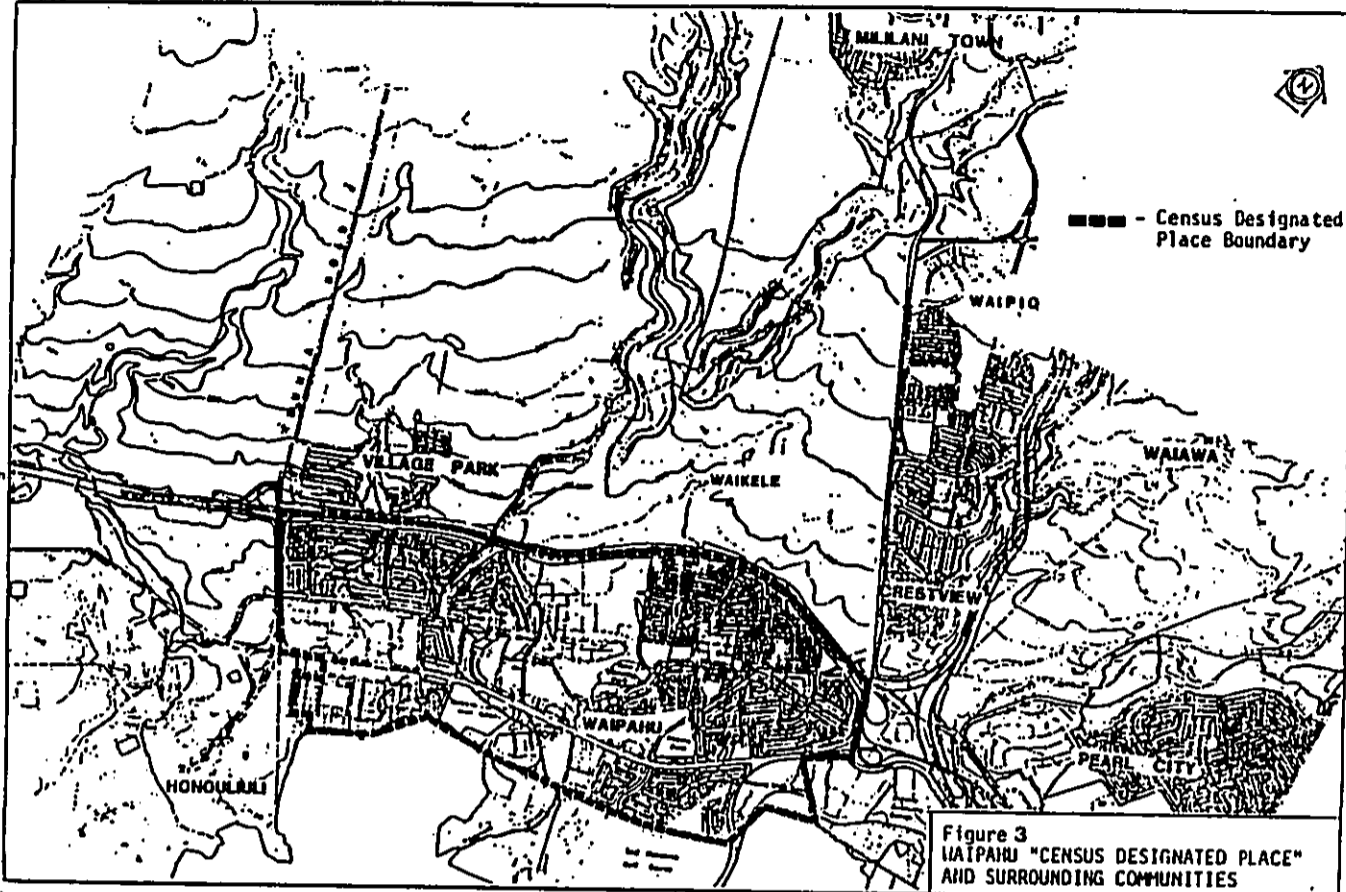 MILILANI TOWN
N
- Census Designated
Place Boundary
WAIPIO
VILLAGE PARK
WAIKELE
WAIAWA
CRESTVIEW
WAIPAHU
PEARL CITY
HONOULIULI
Figure 3
WAIPAHU "CENSUS DESIGNATED PLACE"
AND SURROUNDING COMMUNITIES